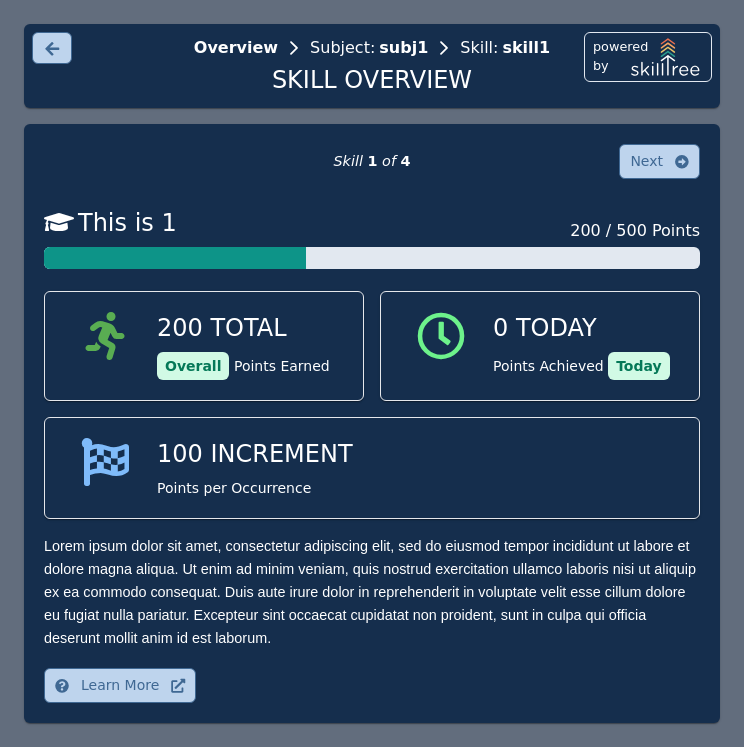 Overview > Subject: subj1 > Skill: skill1
SKILL OVERVIEW
powered by
skilltree
Skill 1 of 4
Next
This is 1
200 / 500 Points
200 TOTAL
Overall Points Earned
0 TODAY
Points Achieved Today
100 INCREMENT
Points per Occurrence
Lorem ipsum dolor sit amet, consectetur adipiscing elit, sed do eiusmod tempor incididunt ut labore et
dolore magna aliqua. Ut enim ad minim veniam, quis nostrud exercitation ullamco laboris nisi ut aliquip
ex ea commodo consequat. Duis aute irure dolor in reprehenderit in voluptate velit esse cillum dolore
eu fugiat nulla pariatur. Excepteur sint occaecat cupidatat non proident, sunt in culpa qui officia
deserunt mollit anim id est laborum.
Learn More